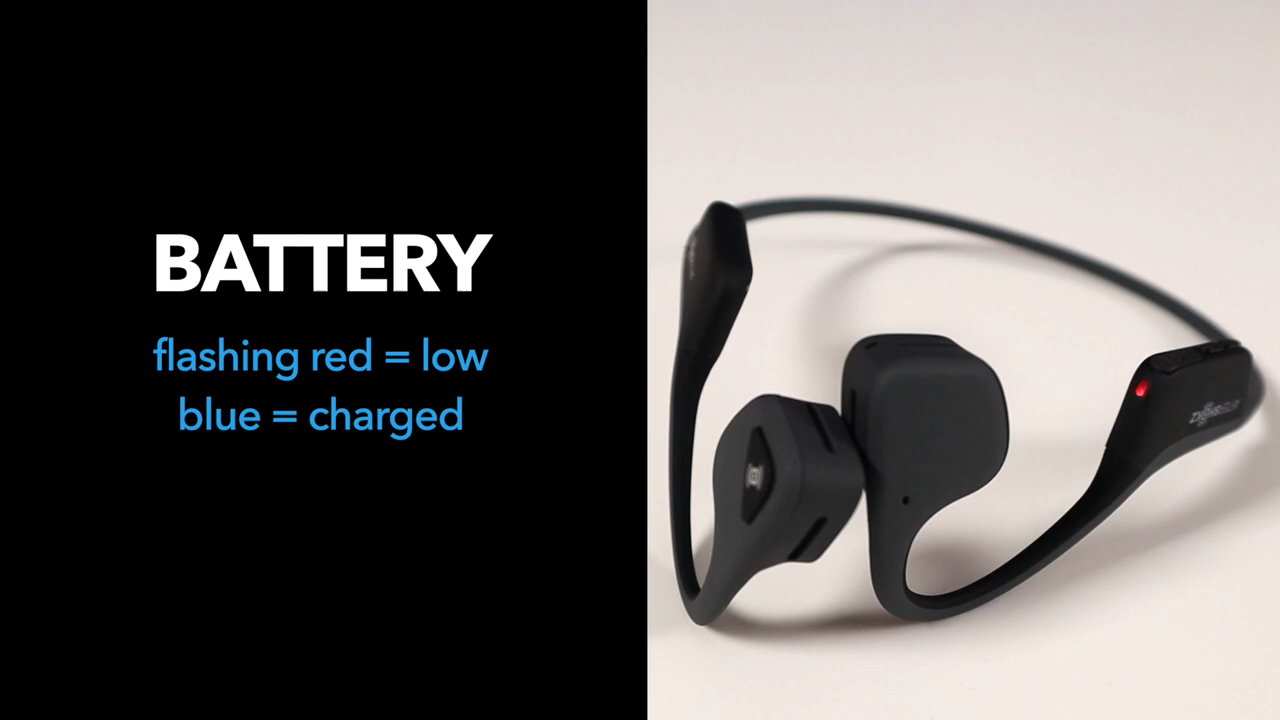 BATTERY
flashing red = low
blue = charged